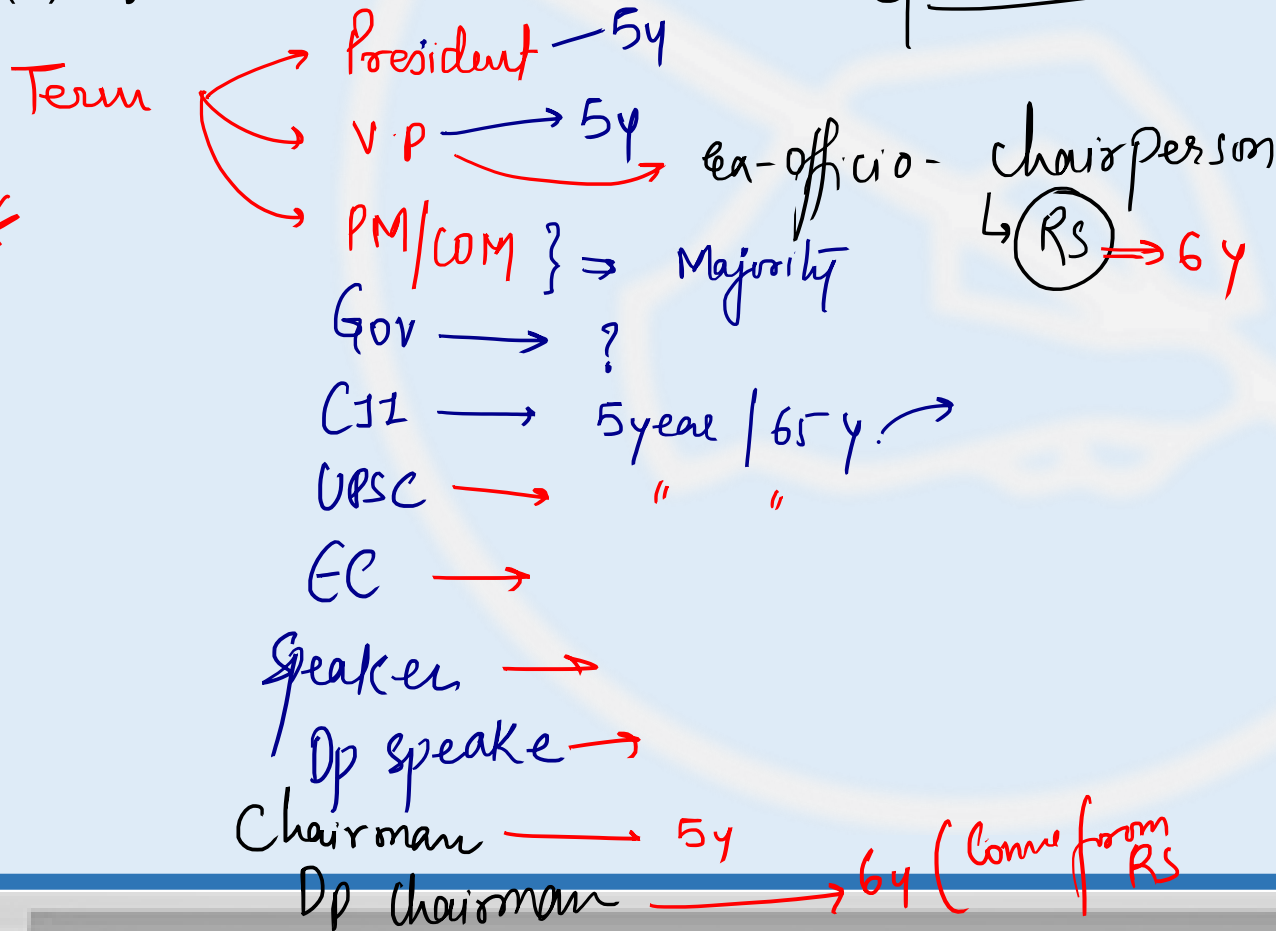 President — 5y
Term
V.P → 5y
ex-officio - Chairperson
RS ⇒ 6 y
PM/COM } ⇒ Majority
Gov → ?
CJI → 5year / 65 y.
UPSC → " "
EC →
Speaker →
Dp speake →
Chairman → 5y
Dp Chairman → 6y (Come from
RS